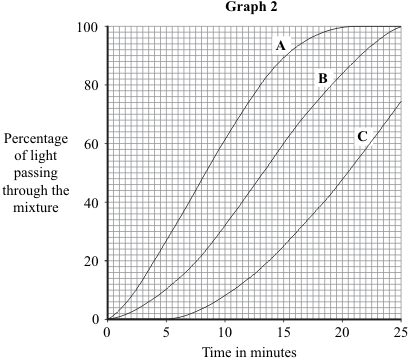 Graph 2
100
80
60
40
20
0
Percentage
of light
passing
through the
mixture
A
B
C
0 5 10 15 20 25
Time in minutes